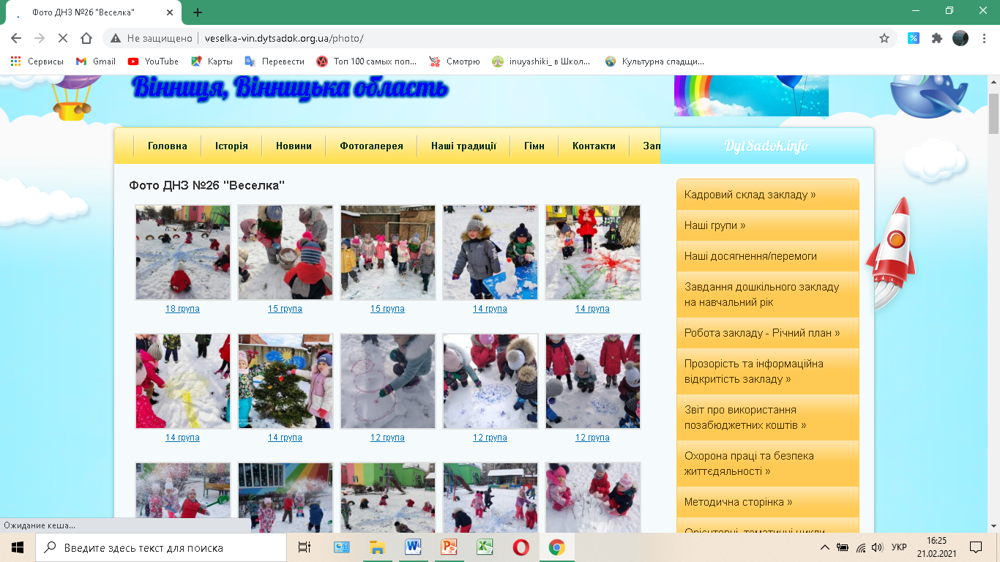 Фото ДНЗ №26 "Веселка"
Не защищено
veselka-vin.dytsadok.org.ua/photo/
Сервисы
Gmail
YouTube
Карты
Перевести
Топ 100 самых поп...
Смотрю
inuyashiki_ в Школ...
Культурна спадщи...
Вінниця, Вінницька область
Головна
Історія
Новини
Фотогалерея
Наші традиції
Гімн
Контакти
Зап
DytSadok.info
Фото ДНЗ №26 "Веселка"
18 група
15 група
15 група
14 група
14 група
14 група
14 група
12 група
12 група
12 група
Кадровий склад закладу »
Наші групи »
Наші досягнення/перемоги
Завдання дошкільного закладу
на навчальний рік
Робота закладу - Річний план »
Прозорість та інформаційна
відкритість закладу »
Звіт про використання
позабюджетних коштів »
Охорона праці та безпека
життєдяльності »
Методична сторінка »
Орієнтовні тематичні цикли
Ожидание кеша...
Введите здесь текст для поиска
УКР
16:25
21.02.2021